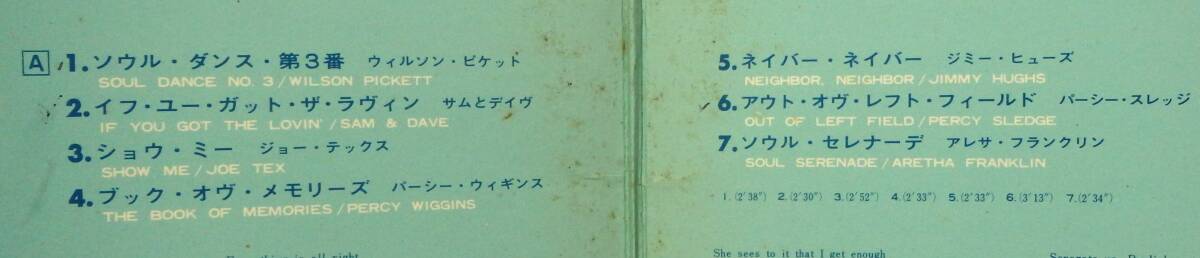 A 1. ソウル・ダンス・第3番 ウィルソン・ピケット
SOUL DANCE NO. 3/WILSON PICKETT
2. イフ・ユー・ガット・ザ・ラヴィン サムとデイヴ
IF YOU GOT THE LOVIN'/SAM & DAVE
3. ショウ・ミー ジョー・テックス
SHOW ME/JOE TEX
4. ブック・オヴ・メモリーズ パーシー・ウィギンス
THE BOOK OF MEMORIES/PERCY WIGGINS
5. ネイバー・ネイバー ジミー・ヒューズ
NEIGHBOR, NEIGHBOR/JIMMY HUGHS
6. アウト・オヴ・レフト・フィールド パーシー・スレッジ
OUT OF LEFT FIELD/PERCY SLEDGE
7. ソウル・セレナーデ アレサ・フランクリン
SOUL SERENADE/ARETHA FRANKLIN
1. (2'38") 2. (2'30") 3. (2'52") 4. (2'33") 5. (2'33") 6. (3'13") 7. (2'34")
She sees to it that I get enough